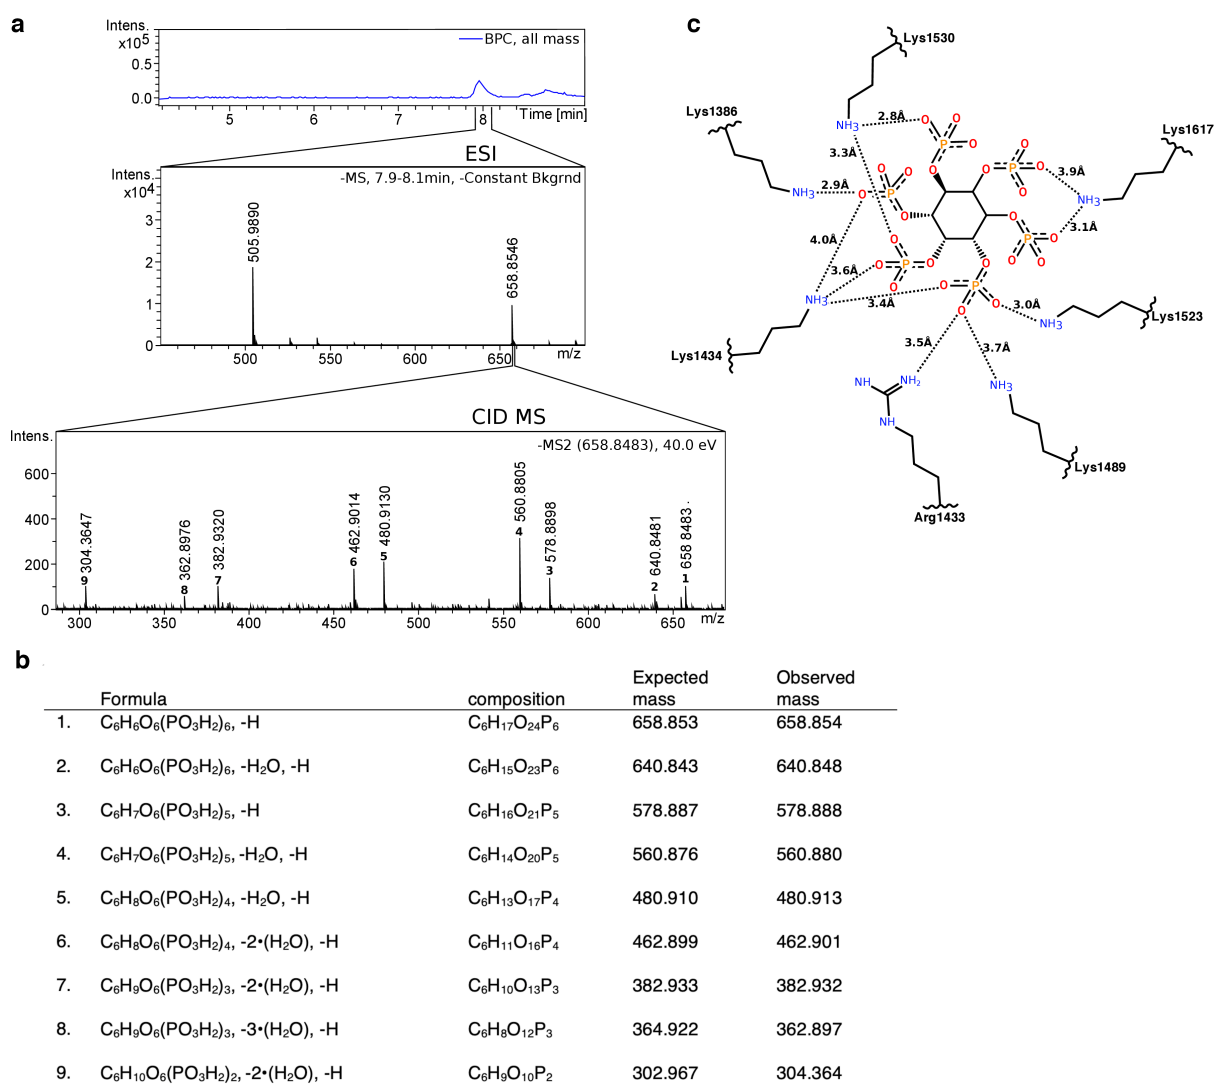 a
Intens.
x10⁵
BPC, all mass
0.5
0.0
5 6 7 8 Time [min]
ESI
Intens.
x10⁴
-MS, 7.9-8.1min, -Constant Bkgrnd
3
2
1
0
505.9890
658.8546
500 550 600 650 m/z
CID MS
Intens.
-MS2 (658.8483), 40.0 eV
600
400
200
0
9 304.3647
8 362.8976
7 382.9320
6 462.9014
5 480.9130
4 560.8805
3 578.8898
2 640.8481
1 658 8483 .
300 350 400 450 500 550 600 650 m/z
c
Lys1530
Lys1386
Lys1617
NH3
2.8Å
3.3Å
NH3
2.9Å
3.9Å
NH3
3.1Å
4.0Å
3.6Å
3.4Å
NH3
3.0Å
NH3
Lys1523
Lys1434
3.5Å
3.7Å
NH
NH₂
NH3
NH
Lys1489
Arg1433
O O P O O
O P O O O
O O P O O
O P O O O
O O P O O
O O P O O
b
Formula composition Expected mass Observed mass
1. C₆H₆O₆(PO₃H₂)₆, -H C₆H₁₇O₂₄P₆ 658.853 658.854
2. C₆H₆O₆(PO₃H₂)₆, -H₂O, -H C₆H₁₅O₂₃P₆ 640.843 640.848
3. C₆H₇O₆(PO₃H₂)₅, -H C₆H₁₆O₂₁P₅ 578.887 578.888
4. C₆H₇O₆(PO₃H₂)₅, -H₂O, -H C₆H₁₄O₂₀P₅ 560.876 560.880
5. C₆H₈O₆(PO₃H₂)₄, -H₂O, -H C₆H₁₃O₁₇P₄ 480.910 480.913
6. C₆H₈O₆(PO₃H₂)₄, -2•(H₂O), -H C₆H₁₁O₁₆P₄ 462.899 462.901
7. C₆H₉O₆(PO₃H₂)₃, -2•(H₂O), -H C₆H₁₀O₁₃P₃ 382.933 382.932
8. C₆H₉O₆(PO₃H₂)₃, -3•(H₂O), -H C₆H₈O₁₂P₃ 364.922 362.897
9. C₆H₁₀O₆(PO₃H₂)₂, -2•(H₂O), -H C₆H₉O₁₀P₂ 302.967 304.364